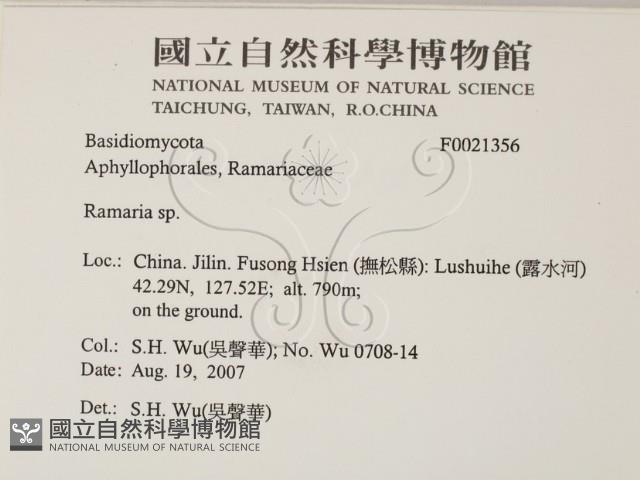 國立自然科學博物館
NATIONAL MUSEUM OF NATURAL SCIENCE
TAICHUNG, TAIWAN, R.O.CHINA
Basidiomycota F0021356
Aphyllophorales, Ramariaceae
Ramaria sp.
Loc.: China. Jilin. Fusong Hsien (撫松縣): Lushuihe (露水河)
42.29N, 127.52E; alt. 790m;
on the ground.
Col.: S.H. Wu(吳聲華); No. Wu 0708-14
Date: Aug. 19, 2007
Det.: S.H. Wu(吳聲華)
國立自然科學博物館
NATIONAL MUSEUM OF NATURAL SCIENCE